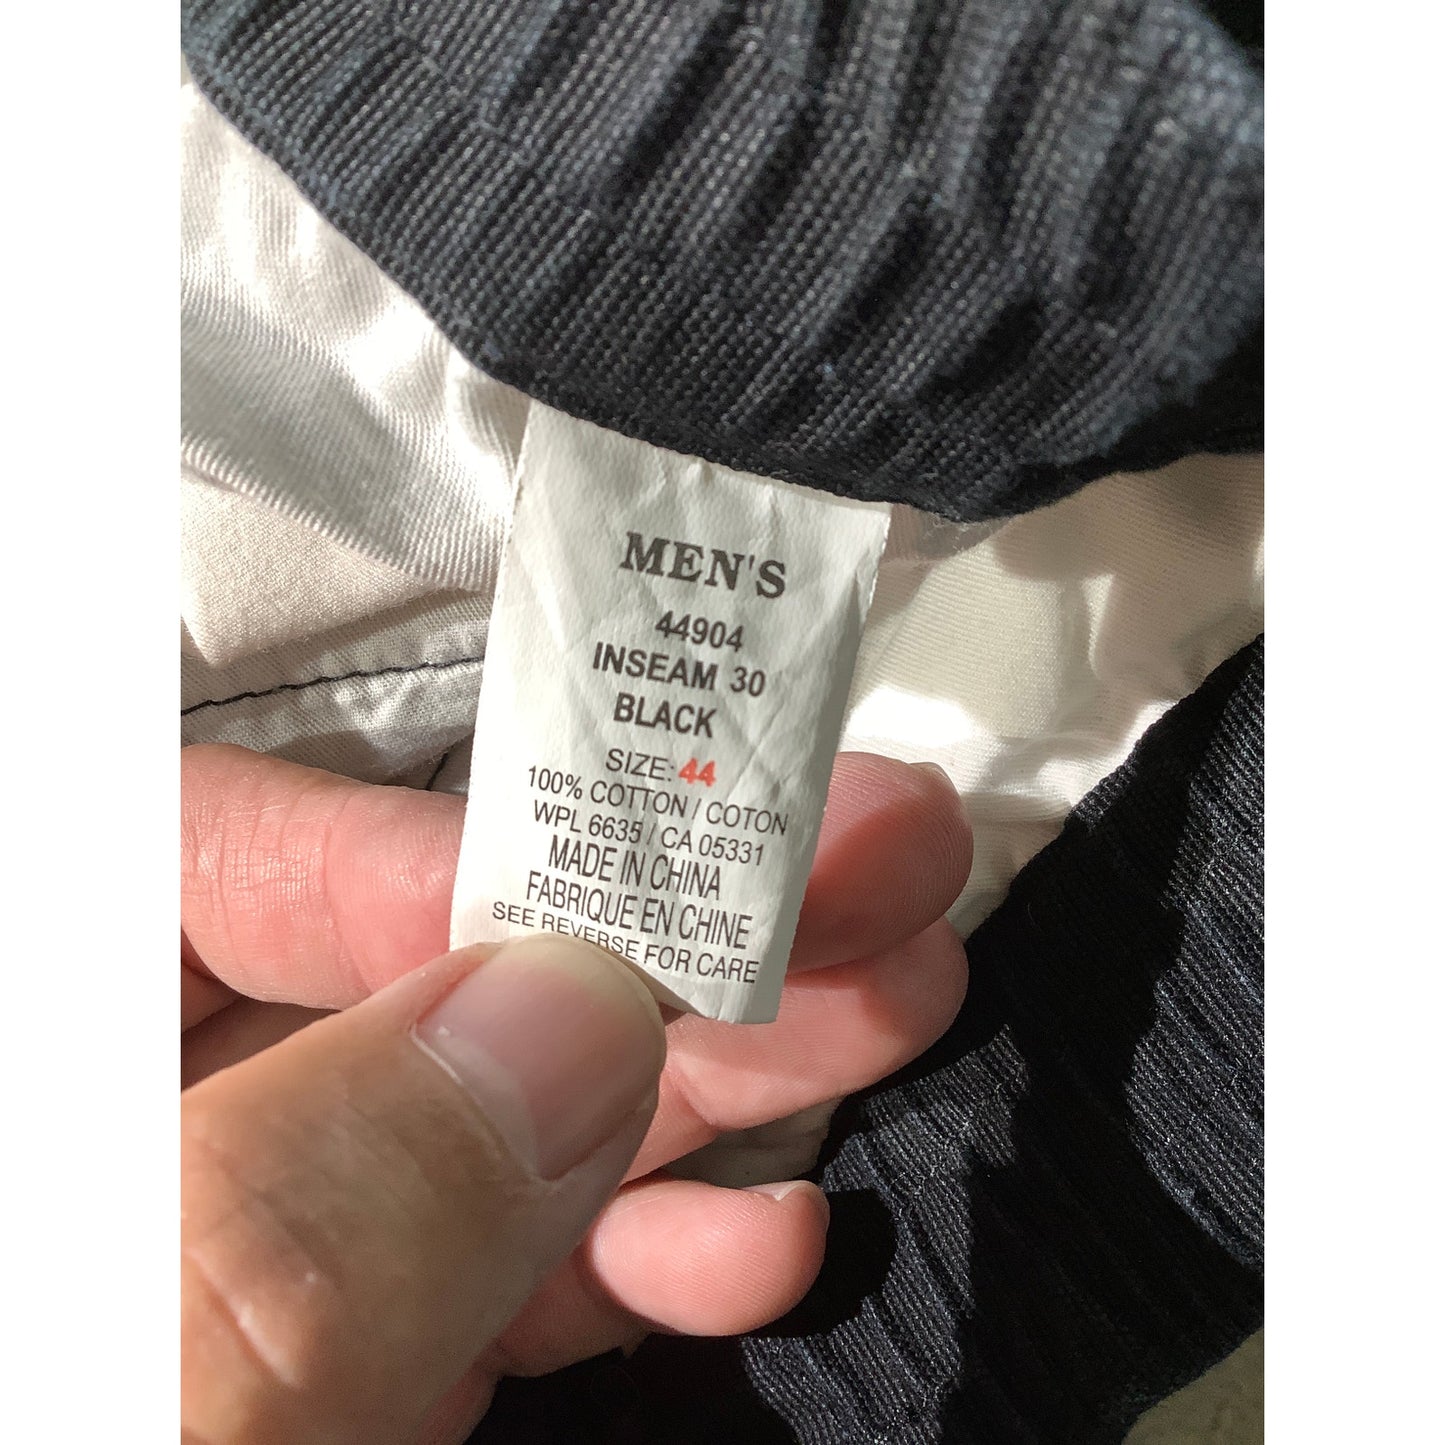 MEN'S
44904
INSEAM 30
BLACK
SIZE: 44
100% COTTON / COTON
WPL 6635 / CA 05331
MADE IN CHINA
FABRIQUE EN CHINE
SEE REVERSE FOR CARE